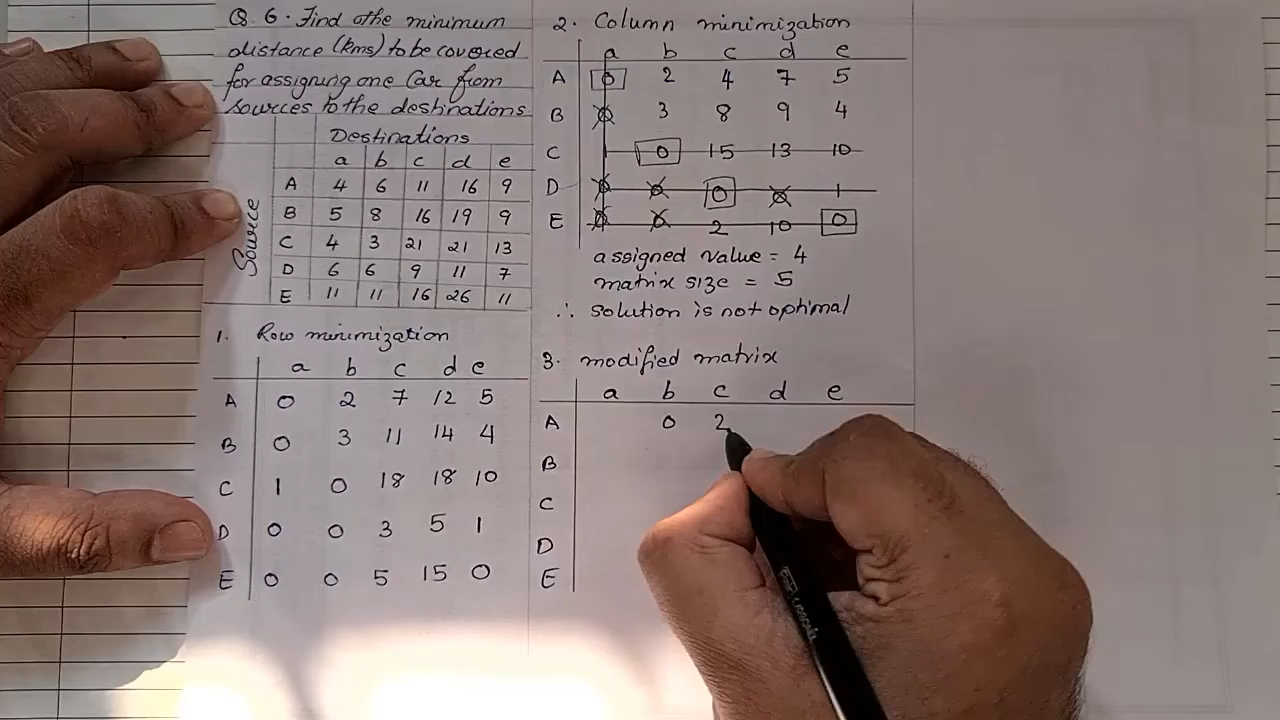 Q.6. Find the minimum
distance (kms) to be covered
for assigning one Car from
sources to the destinations
Destinations
a b c d e
Source
A 4 6 11 16 9
B 5 8 16 19 9
C 4 3 21 21 13
D 6 6 9 11 7
E 11 11 16 26 11
1. Row minimization
a b c d e
A 0 2 7 12 5
B 0 3 11 14 4
C 1 0 18 18 10
D 0 0 3 5 1
E 0 0 5 15 0
2. Column minimization
a b c d e
A 0 2 4 7 5
B 0 3 8 9 4
C 1 0 15 13 10
D 0 0 0 0 1
E 0 0 2 10 0
assigned value = 4
matrix size = 5
∴ solution is not optimal
3. modified matrix
a b c d e
A 0 2
B
C
D
E